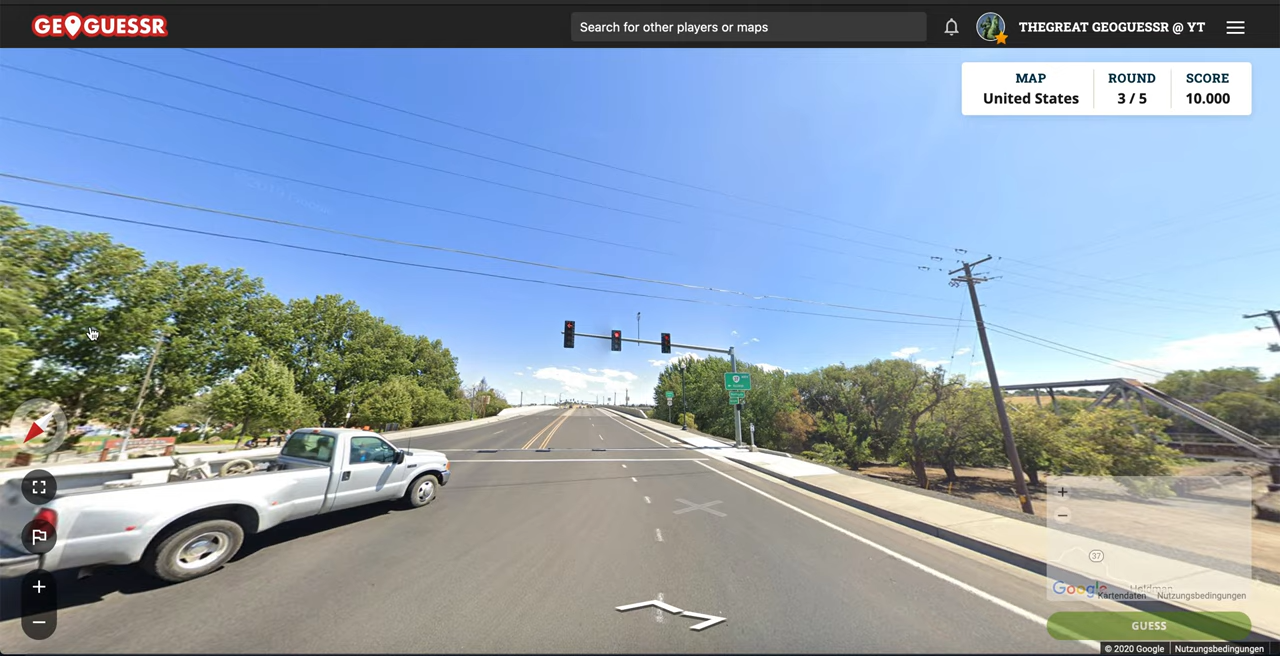 GEOGUESSR
Search for other players or maps
THEGREAT GEOGUESSR @ YT
MAP
United States
ROUND
3 / 5
SCORE
10.000
37
Holdman
Google
Kartendaten
Nutzungsbedingungen
GUESS
© 2020 Google
Nutzungsbedingungen